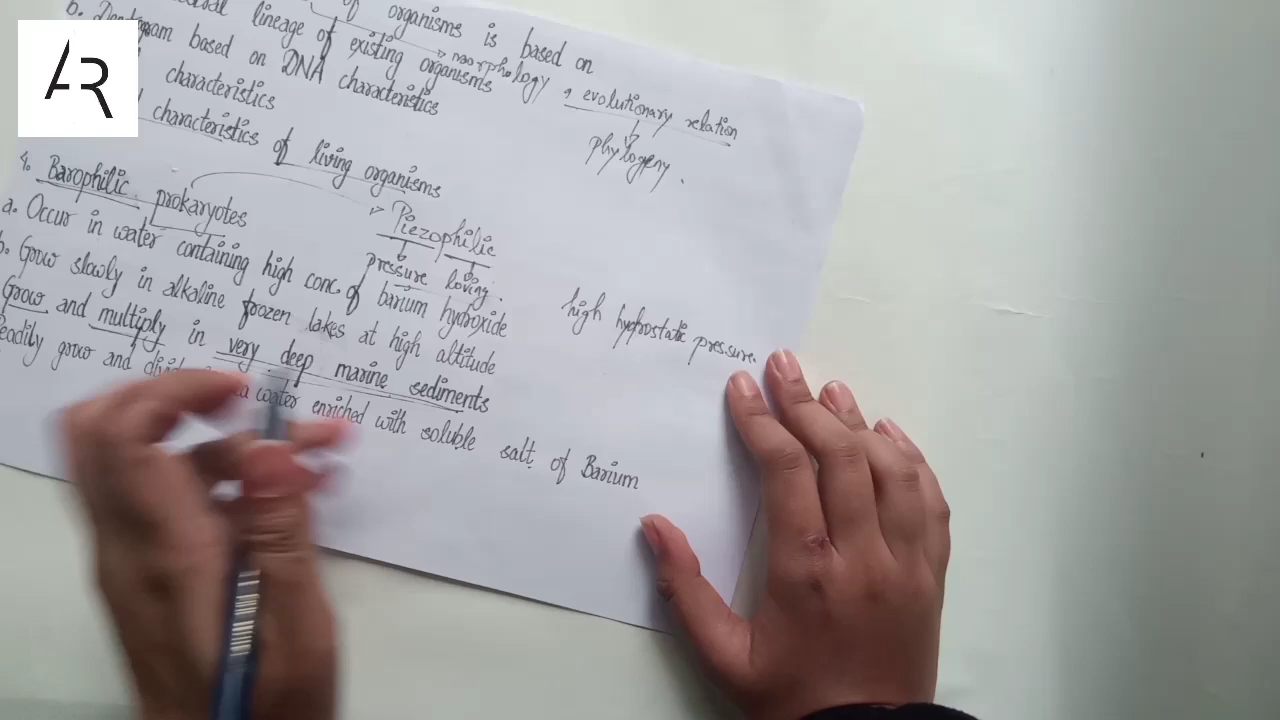 AR
of organisms is based on
lineage of existing organisms
morphology , evolutionary relation
phylogeny.
b. based on DNA characteristics
characteristics
characteristics of living organisms
4. Barophilic prokaryotes
Piezophilic
pressure loving.
a. Occur in water containing high conc of barium hydroxide
b. Grow slowly in alkaline frozen lakes at high altitude
high hydrostatic pressure.
Grow and multiply in very deep marine sediments
Readily grow and water enriched with soluble salt of Barium